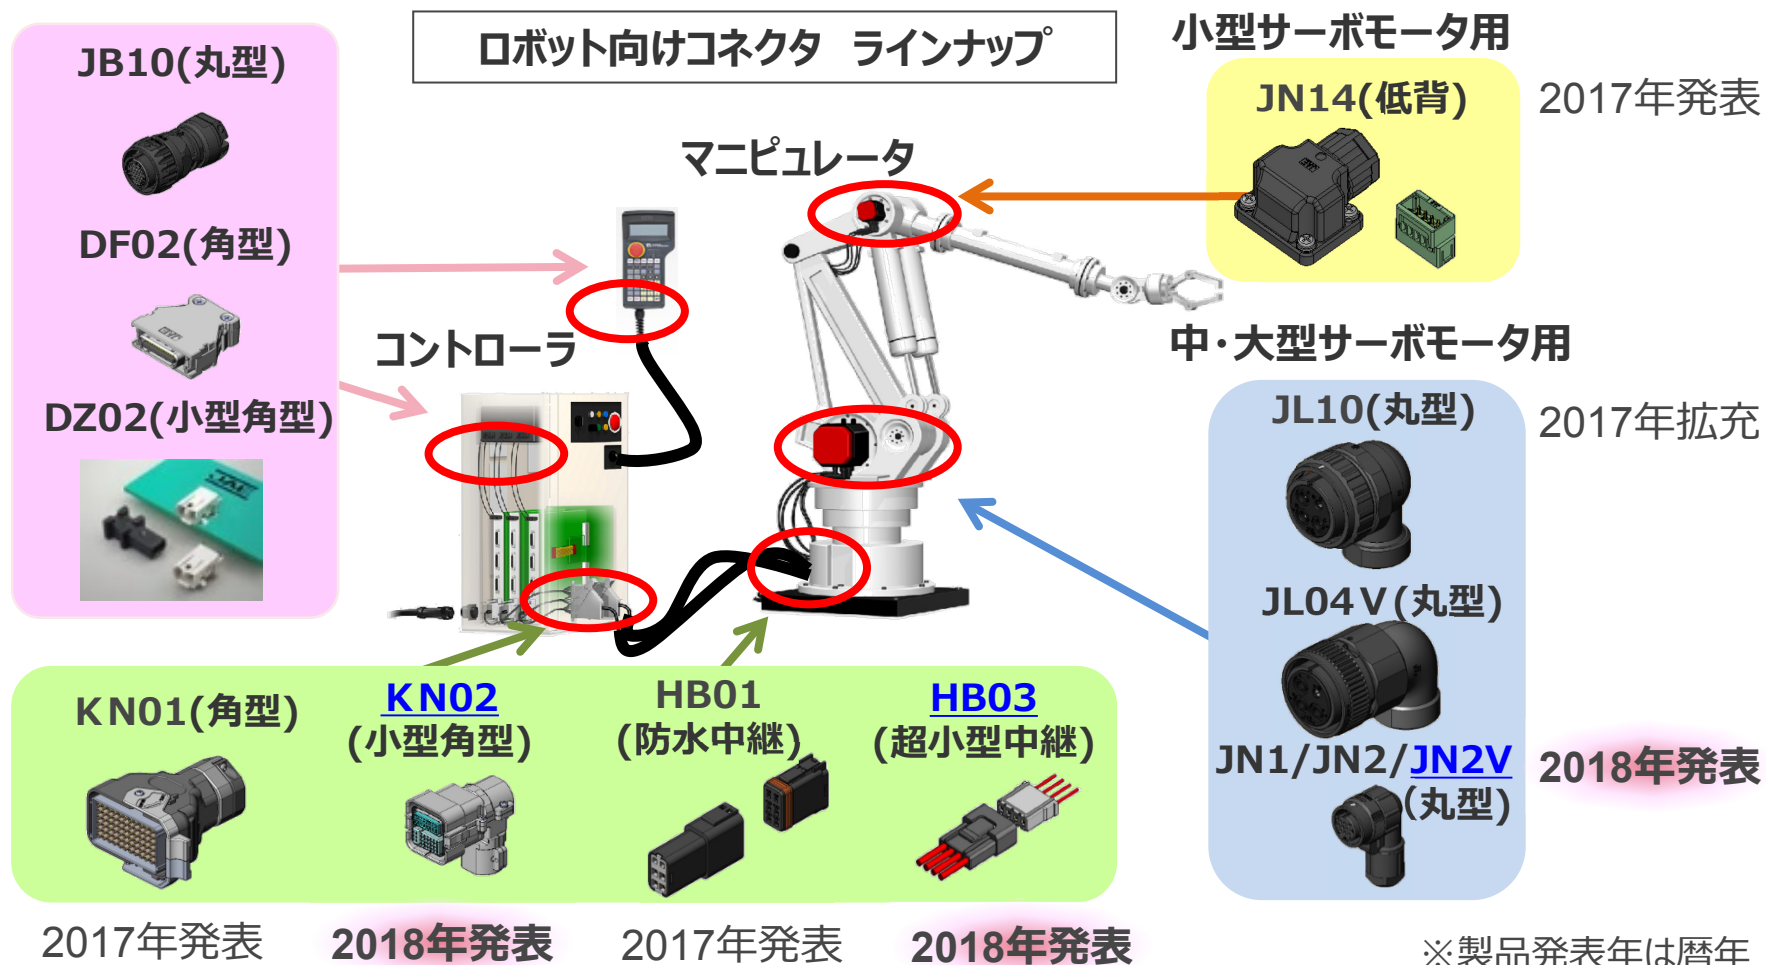 ロボット向けコネクタ　ラインナップ
JB10(丸型)
DF02(角型)
DZ02(小型角型)
コントローラ
マニピュレータ
小型サーボモータ用
JN14(低背)
2017年発表
中・大型サーボモータ用
JL10(丸型)
2017年拡充
JL04Ｖ(丸型)
JN1/JN2/JN2V
(丸型)
2018年発表
ＫN01(角型)
2017年発表
ＫN02
(小型角型)
2018年発表
HB01
(防水中継)
2017年発表
HB03
(超小型中継)
2018年発表
※製品発表年は暦年